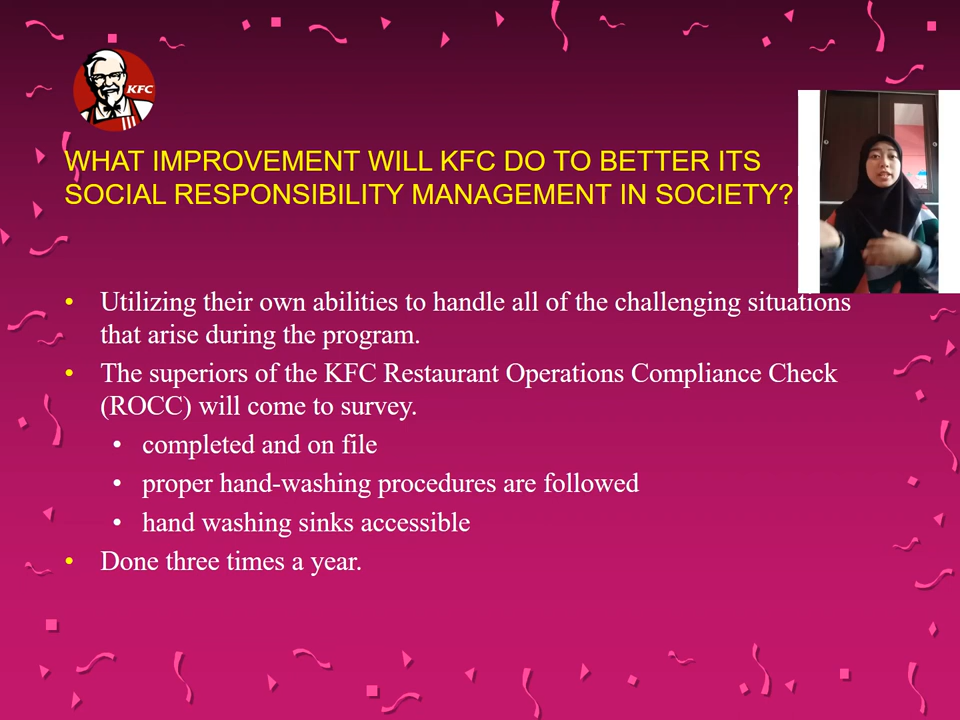 KFC
WHAT IMPROVEMENT WILL KFC DO TO BETTER ITS
SOCIAL RESPONSIBILITY MANAGEMENT IN SOCIETY?
• Utilizing their own abilities to handle all of the challenging situations
that arise during the program.
• The superiors of the KFC Restaurant Operations Compliance Check
(ROCC) will come to survey.
• completed and on file
• proper hand-washing procedures are followed
• hand washing sinks accessible
• Done three times a year.